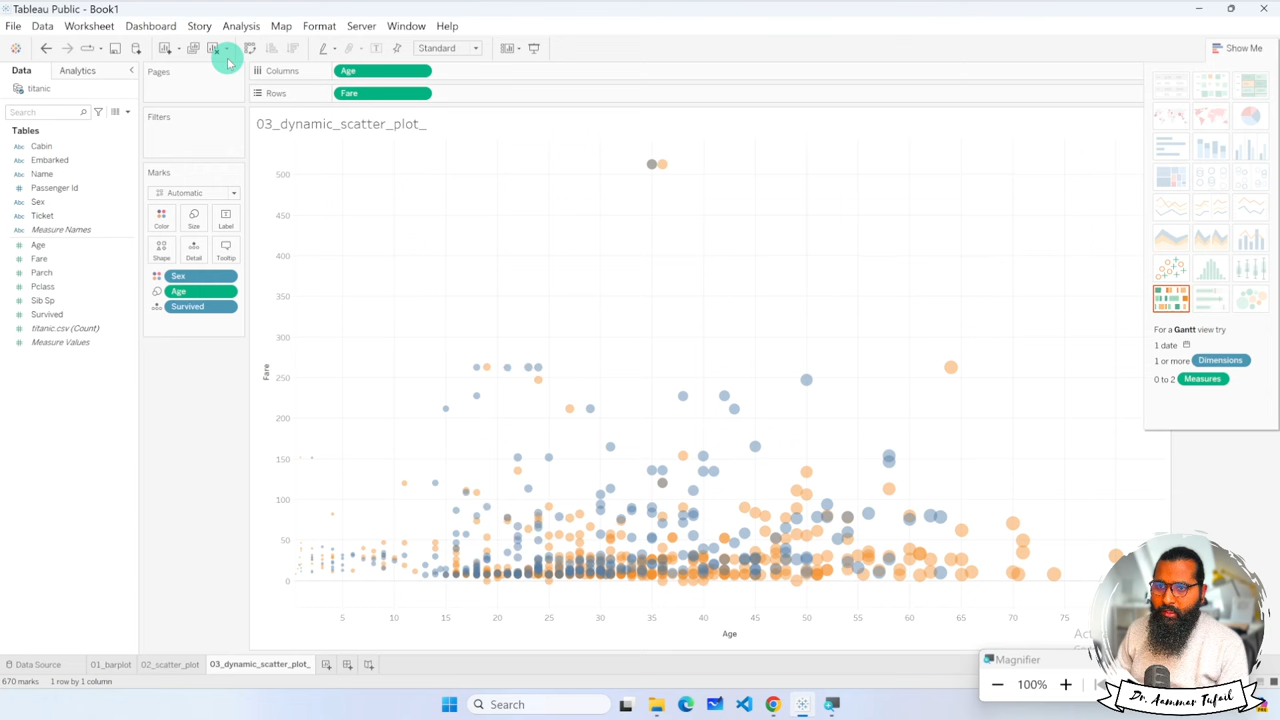 Tableau Public - Book1
File Data Worksheet Dashboard Story Analysis Map Format Server Window Help
Standard
Show Me
Data Analytics
titanic
Search
Tables
Abc Cabin
Abc Embarked
Abc Name
# Passenger Id
Abc Sex
Abc Ticket
Abc Measure Names
# Age
# Fare
# Parch
# Pclass
# Sib Sp
# Survived
# titanic.csv (Count)
# Measure Values
Pages
Filters
Marks
Automatic
Color Size Label
Shape Detail Tooltip
Sex
Age
Survived
Columns Age
Rows Fare
03_dynamic_scatter_plot_
500
450
400
350
300
250
200
150
100
50
0
Fare
5 10 15 20 25 30 35 40 45 50 55 60 65 70 75
Age
For a Gantt view try
1 date
1 or more Dimensions
0 to 2 Measures
Magnifier
100%
Dr. Aammar Tufail
Data Source 01_barplot 02_scatter_plot 03_dynamic_scatter_plot_
670 marks 1 row by 1 column
Search